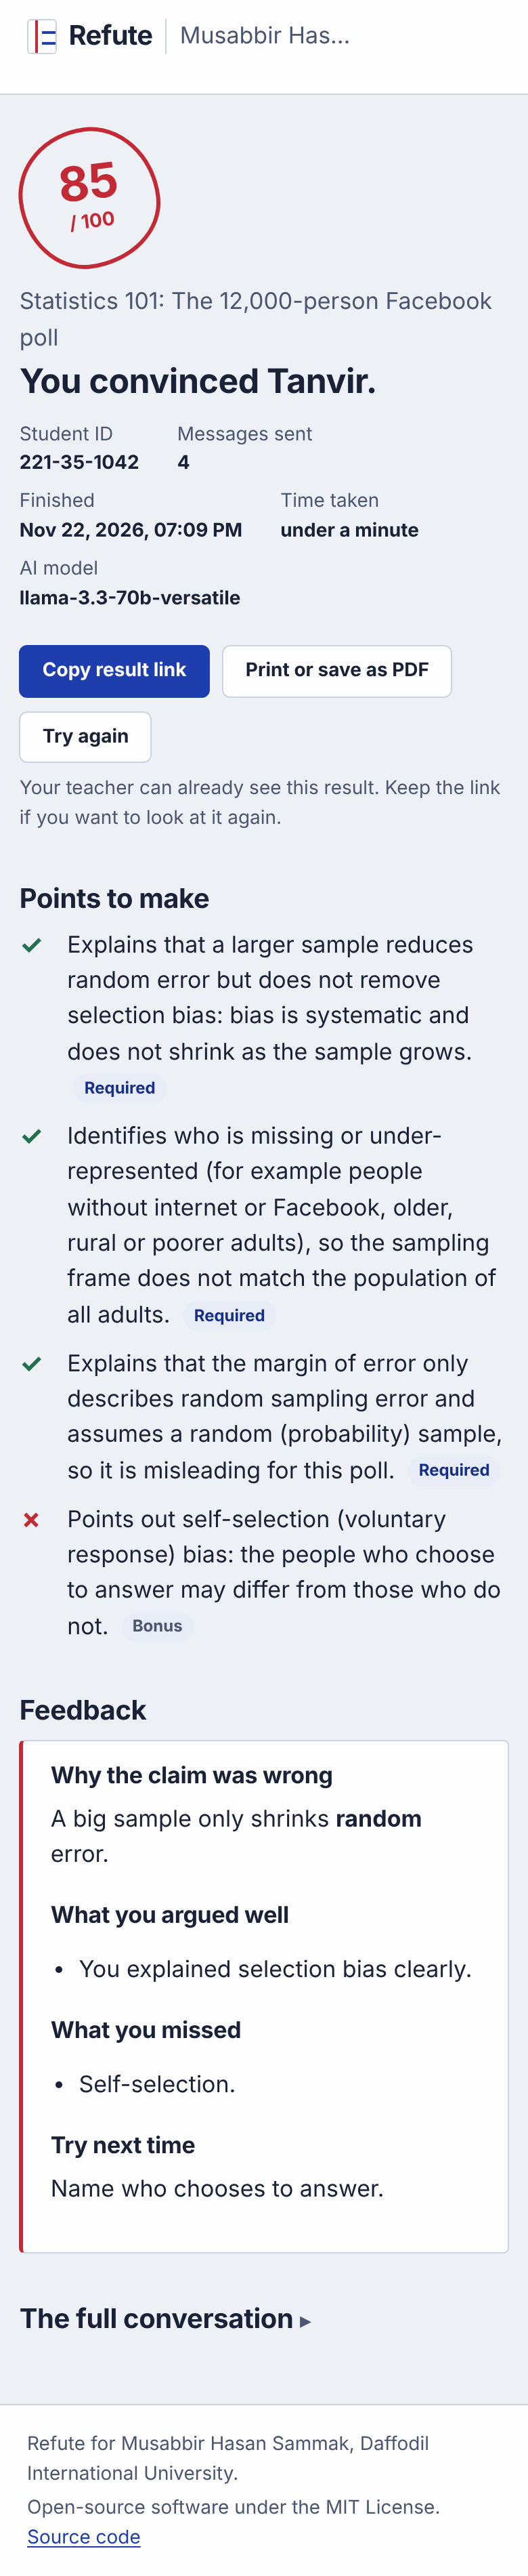 Refute Musabbir Has...
85
/ 100
Statistics 101: The 12,000-person Facebook
poll
You convinced Tanvir.
Student ID Messages sent
221-35-1042 4
Finished Time taken
Nov 22, 2026, 07:09 PM under a minute
AI model
llama-3.3-70b-versatile
Copy result link Print or save as PDF
Try again
Your teacher can already see this result. Keep the link
if you want to look at it again.
Points to make
✓ Explains that a larger sample reduces
random error but does not remove
selection bias: bias is systematic and
does not shrink as the sample grows.
Required
✓ Identifies who is missing or under-
represented (for example people
without internet or Facebook, older,
rural or poorer adults), so the sampling
frame does not match the population of
all adults. Required
✓ Explains that the margin of error only
describes random sampling error and
assumes a random (probability) sample,
so it is misleading for this poll. Required
✕ Points out self-selection (voluntary
response) bias: the people who choose
to answer may differ from those who do
not. Bonus
Feedback
Why the claim was wrong
A big sample only shrinks random
error.
What you argued well
• You explained selection bias clearly.
What you missed
• Self-selection.
Try next time
Name who chooses to answer.
The full conversation ▸
Refute for Musabbir Hasan Sammak, Daffodil
International University.
Open-source software under the MIT License.
Source code